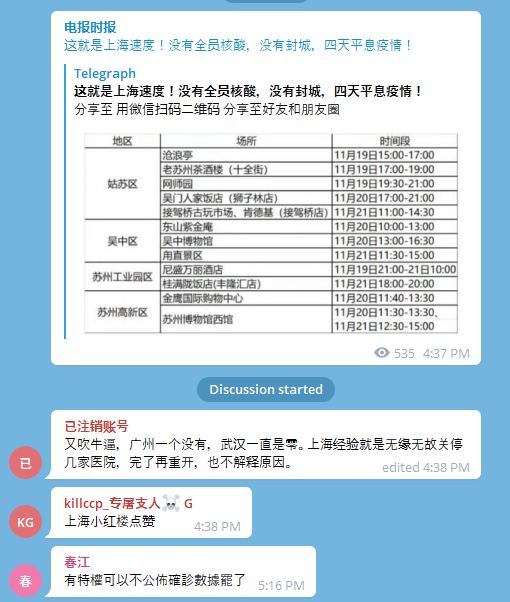 电报时报
这就是上海速度！没有全员核酸，没有封城，四天平息疫情！
Telegraph
这就是上海速度！没有全员核酸，没有封城，四天平息疫情！
分享至 用微信扫码二维码 分享至好友和朋友圈
地区 场所 时间段
姑苏区
沧浪亭 11月19日15:00-17:00
老苏州茶酒楼（十全街） 11月19日17:00-19:00
网师园 11月19日19:30-21:00
吴门人家饭店（狮子林店） 11月20日17:00-21:00
接驾桥古玩市场、肯德基（接驾桥店） 11月21日11:00-14:30
吴中区
东山紫金庵 11月20日10:00-13:00
吴中博物馆 11月20日13:00-16:30
甪直景区 11月21日11:30-15:00
苏州工业园区
尼盛万丽酒店 11月19日21:00-21日10:00
桂满陇饭店(丰隆汇店) 11月21日18:00-20:00
苏州高新区
金鹰国际购物中心 11月20日11:40-13:30
苏州博物馆西馆 11月20日11:30-13:30、
11月21日12:30-15:00
535 4:37 PM
Discussion started
已注销账号
又吹牛逼，广州一个没有，武汉一直是零。上海经验就是无缘无故关停
几家医院，完了再重开，也不解释原因。
edited 4:38 PM
已
killccp_专屠支人☠️ G
上海小红楼点赞
4:38 PM
KG
春江
有特權可以不公佈確診數據罷了
5:16 PM
春